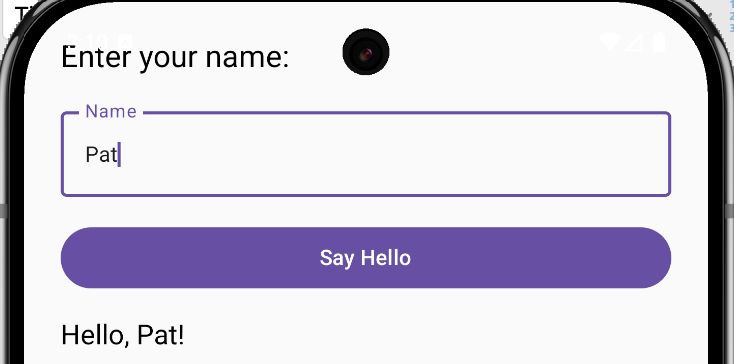 Enter your name:
Name
Pat
Say Hello
Hello, Pat!